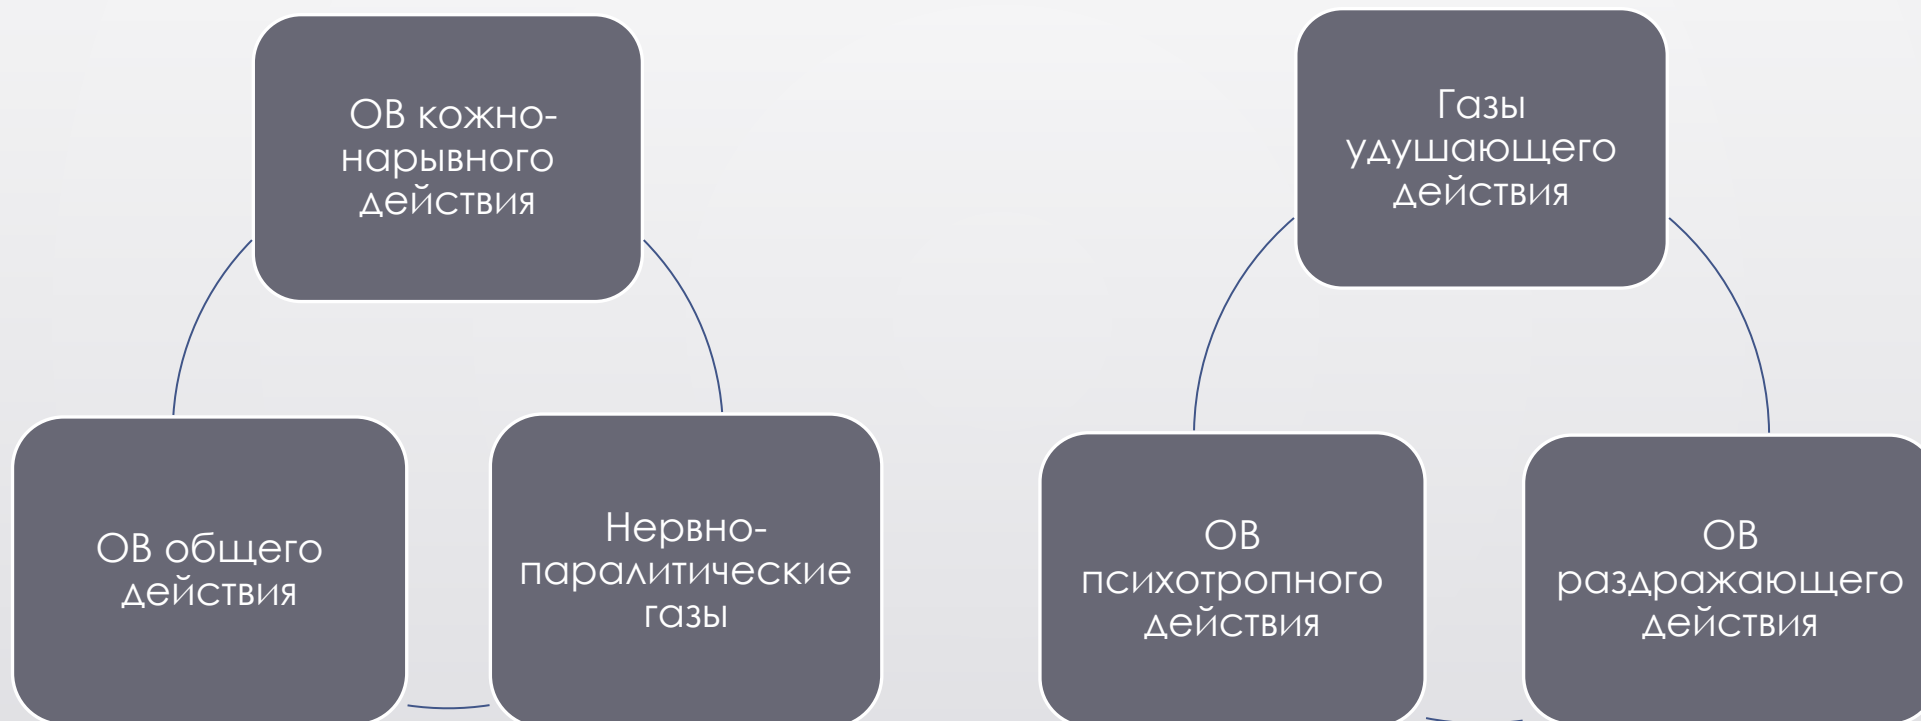 ОВ кожно-
нарывного
действия
Газы
удушающего
действия
ОВ общего
действия
Нервно-
паралитические
газы
ОВ
психотропного
действия
ОВ
раздражающего
действия